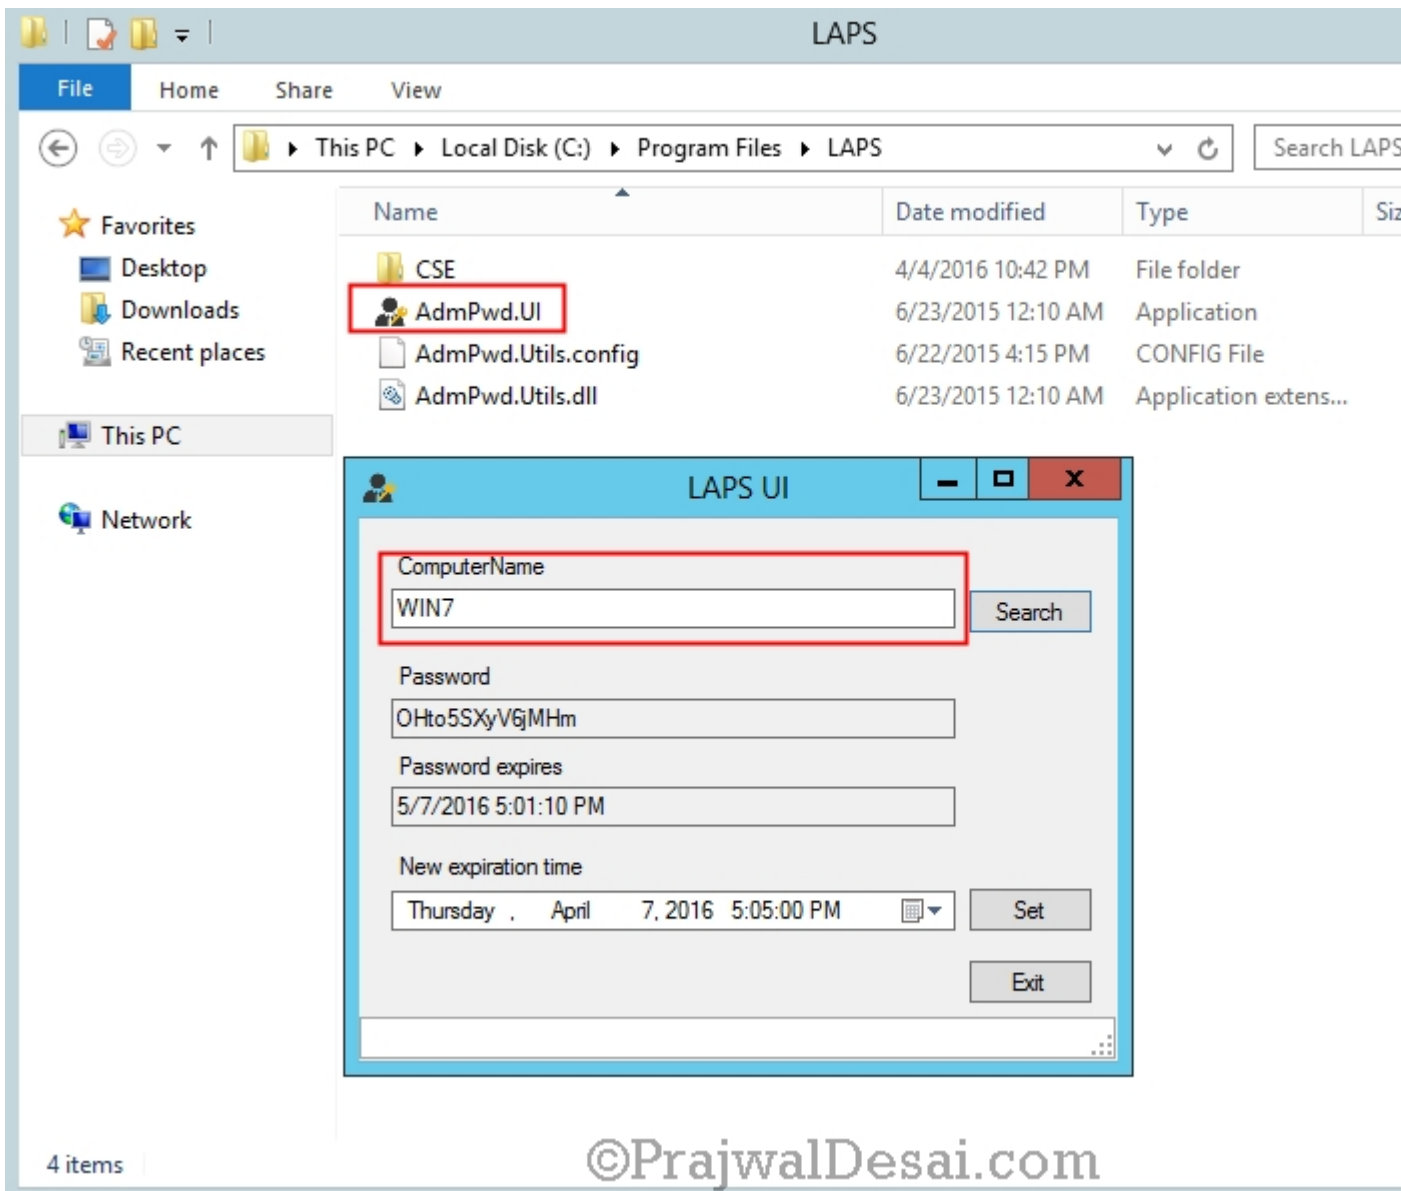 LAPS
File Home Share View
This PC Local Disk (C:) Program Files LAPS Search LAPS
Name Date modified Type Siz
Favorites
Desktop
Downloads
Recent places
This PC
Network
CSE 4/4/2016 10:42 PM File folder
AdmPwd.UI 6/23/2015 12:10 AM Application
AdmPwd.Utils.config 6/22/2015 4:15 PM CONFIG File
AdmPwd.Utils.dll 6/23/2015 12:10 AM Application extens...
LAPS UI
ComputerName
WIN7 Search
Password
OHto5SXyV6jMHm
Password expires
5/7/2016 5:01:10 PM
New expiration time
Thursday , April 7, 2016 5:05:00 PM Set
Exit
4 items
©PrajwalDesai.com